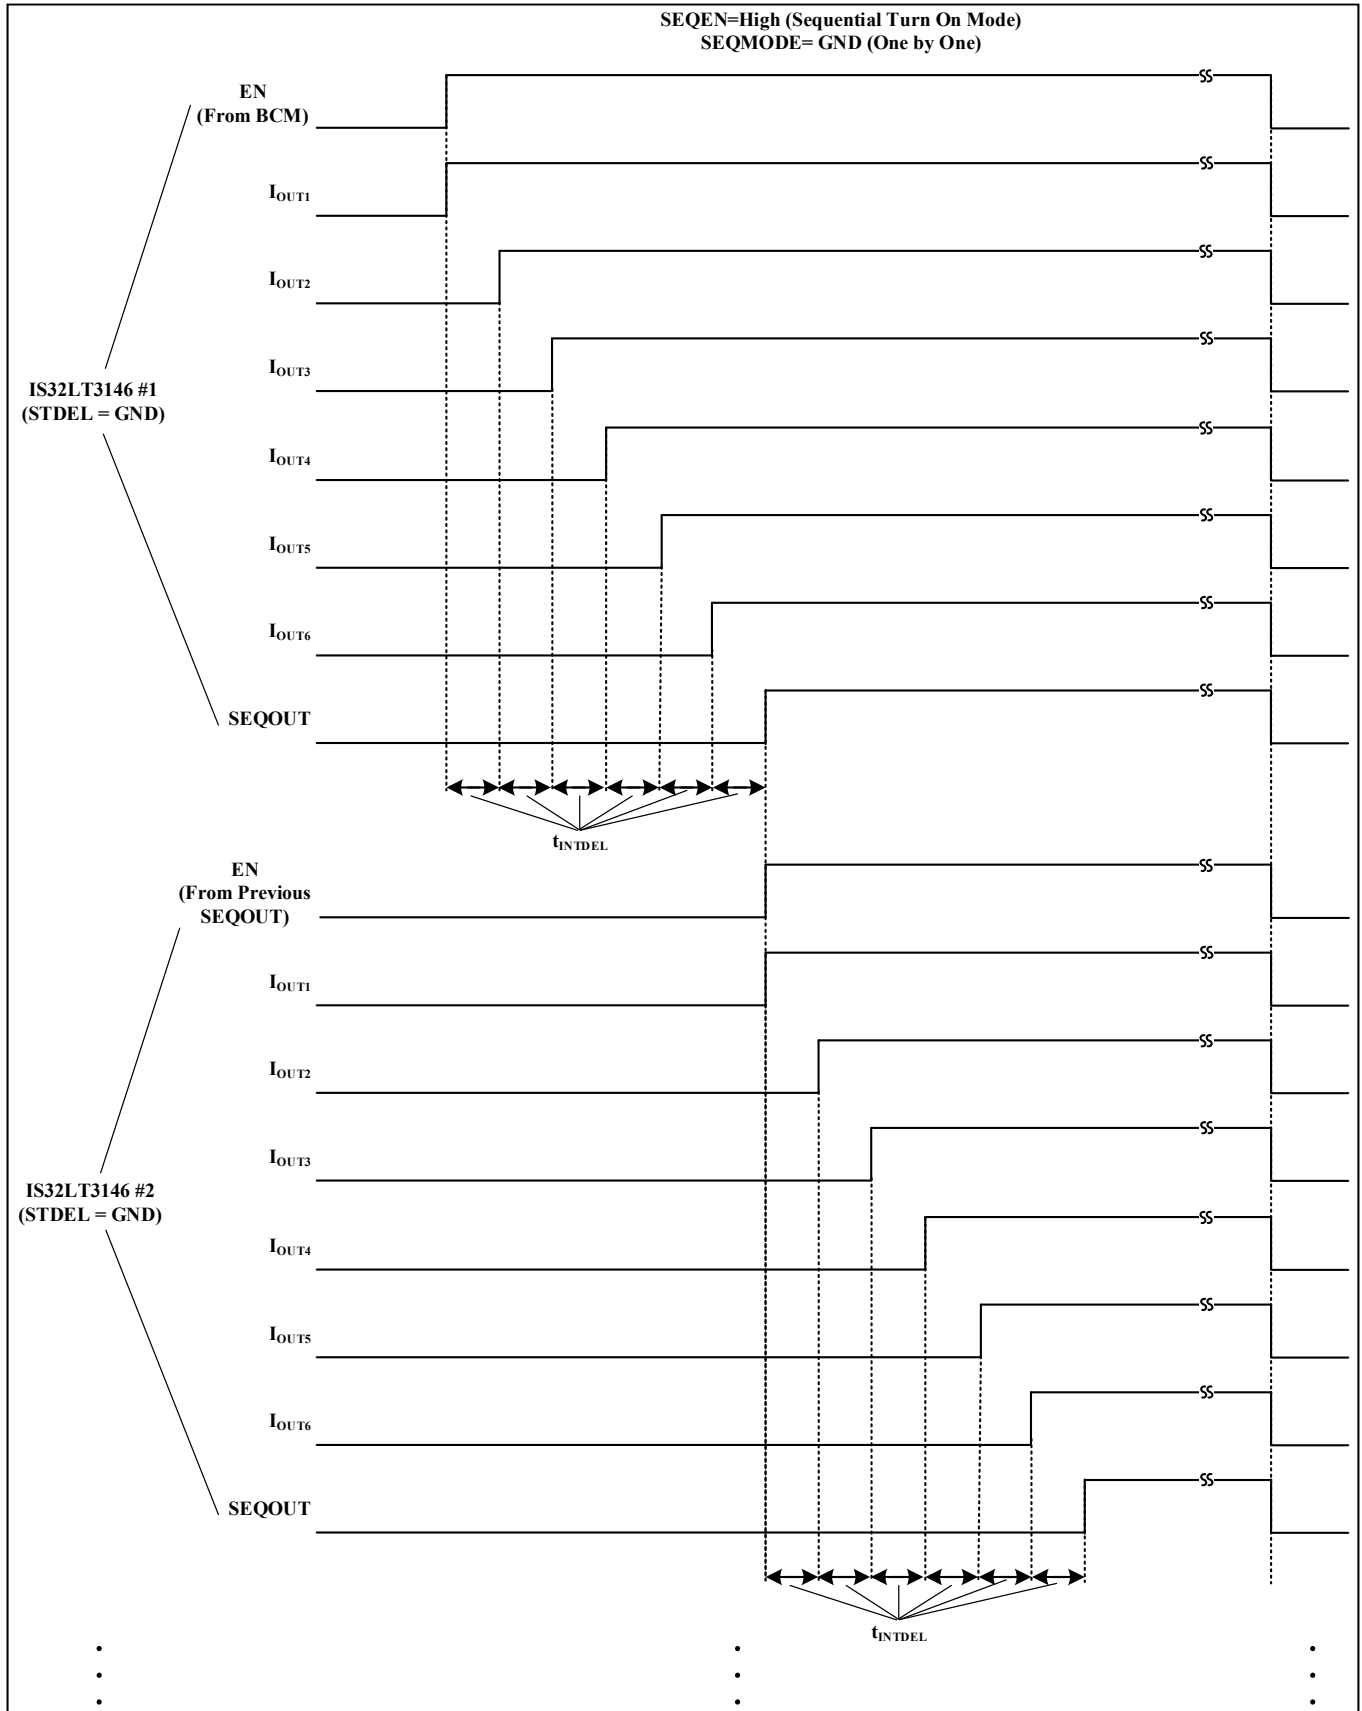 SEQEN=High (Sequential Turn On Mode)
SEQMODE= GND (One by One)
EN
(From BCM)
IOUT1
IOUT2
IOUT3
IS32LT3146 #1
(STDEL = GND)
IOUT4
IOUT5
IOUT6
SEQOUT
tINTDEL
EN
(From Previous
SEQOUT)
IOUT1
IOUT2
IOUT3
IS32LT3146 #2
(STDEL = GND)
IOUT4
IOUT5
IOUT6
SEQOUT
tINTDEL